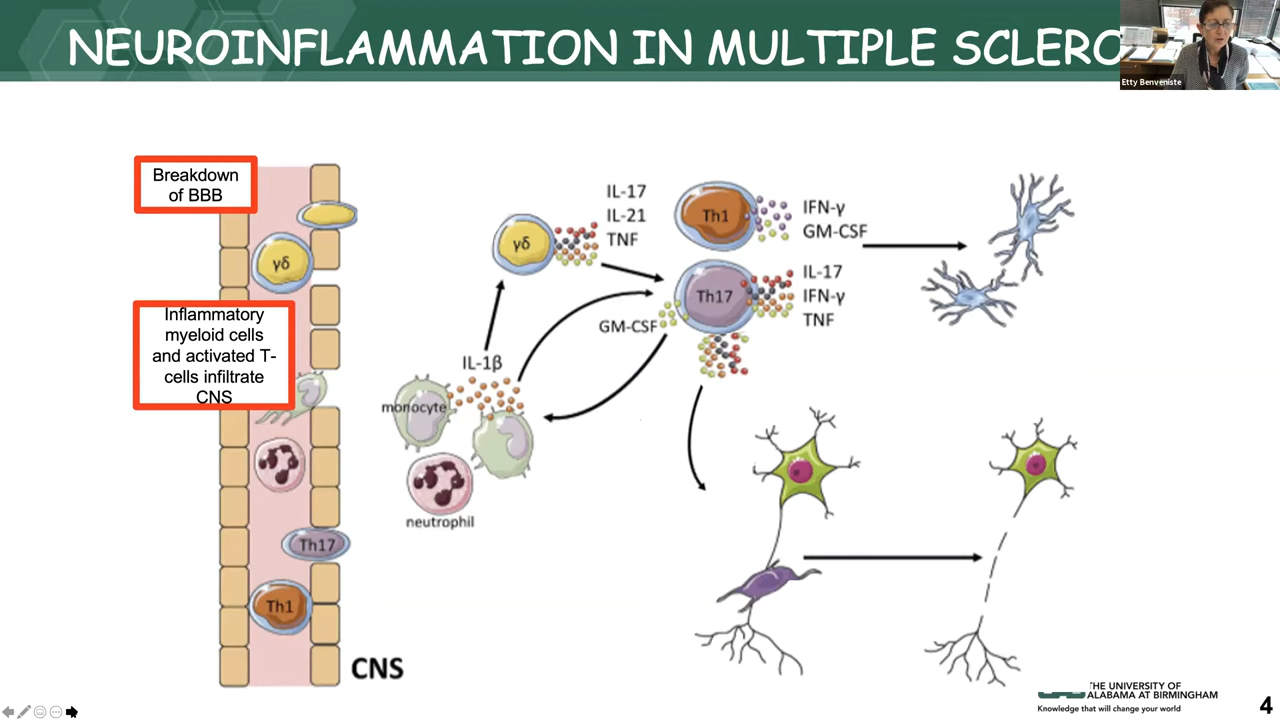 NEUROINFLAMMATION IN MULTIPLE SCLERO
Etty Benveniste
Breakdown
of BBB
γδ
Inflammatory
myeloid cells
and activated T-
cells infiltrate
CNS
Th17
Th1
CNS
monocyte
neutrophil
IL-1β
γδ
IL-17
IL-21
TNF
Th1
IFN-γ
GM-CSF
Th17
IL-17
IFN-γ
TNF
GM-CSF
THE UNIVERSITY OF
ALABAMA AT BIRMINGHAM
Knowledge that will change your world
4